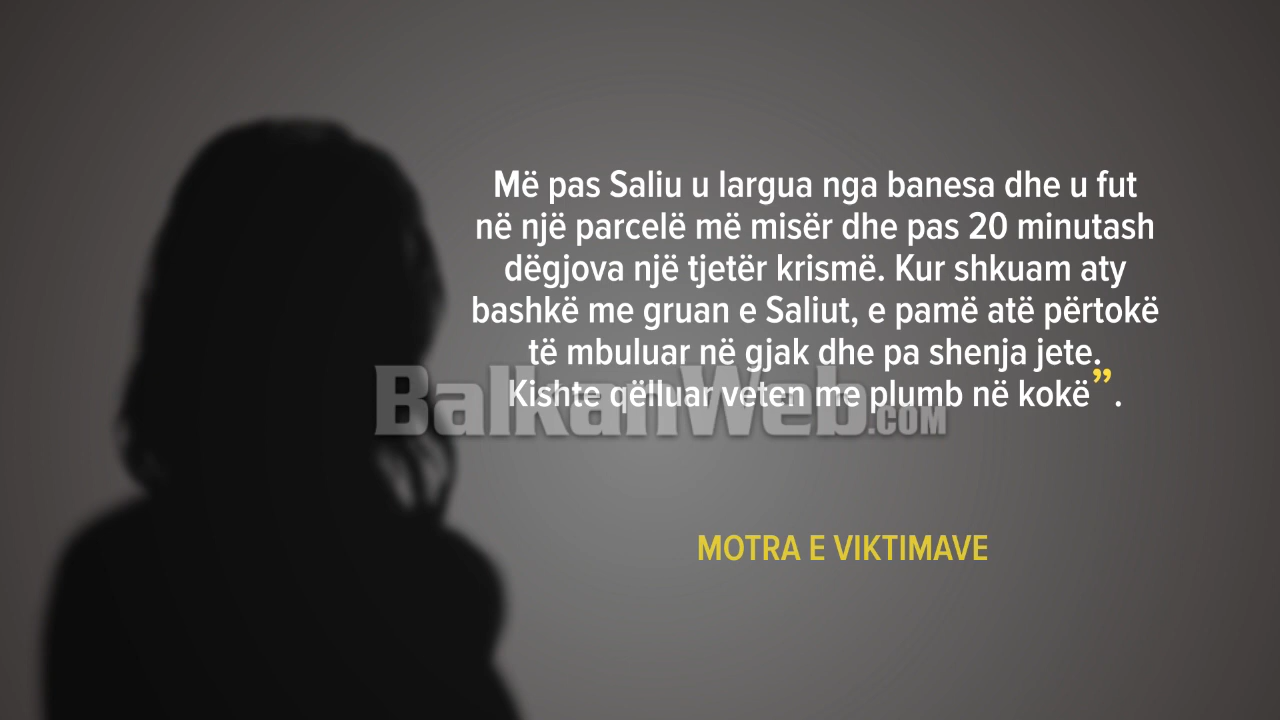 Më pas Saliu u largua nga banesa dhe u fut
në një parcelë më misër dhe pas 20 minutash
dëgjova një tjetër krismë. Kur shkuam aty
bashkë me gruan e Saliut, e pamë atë përtokë
të mbuluar në gjak dhe pa shenja jete.
Kishte qëlluar veten me plumb në kokë”.
BalkanWeb.com
MOTRA E VIKTIMAVE